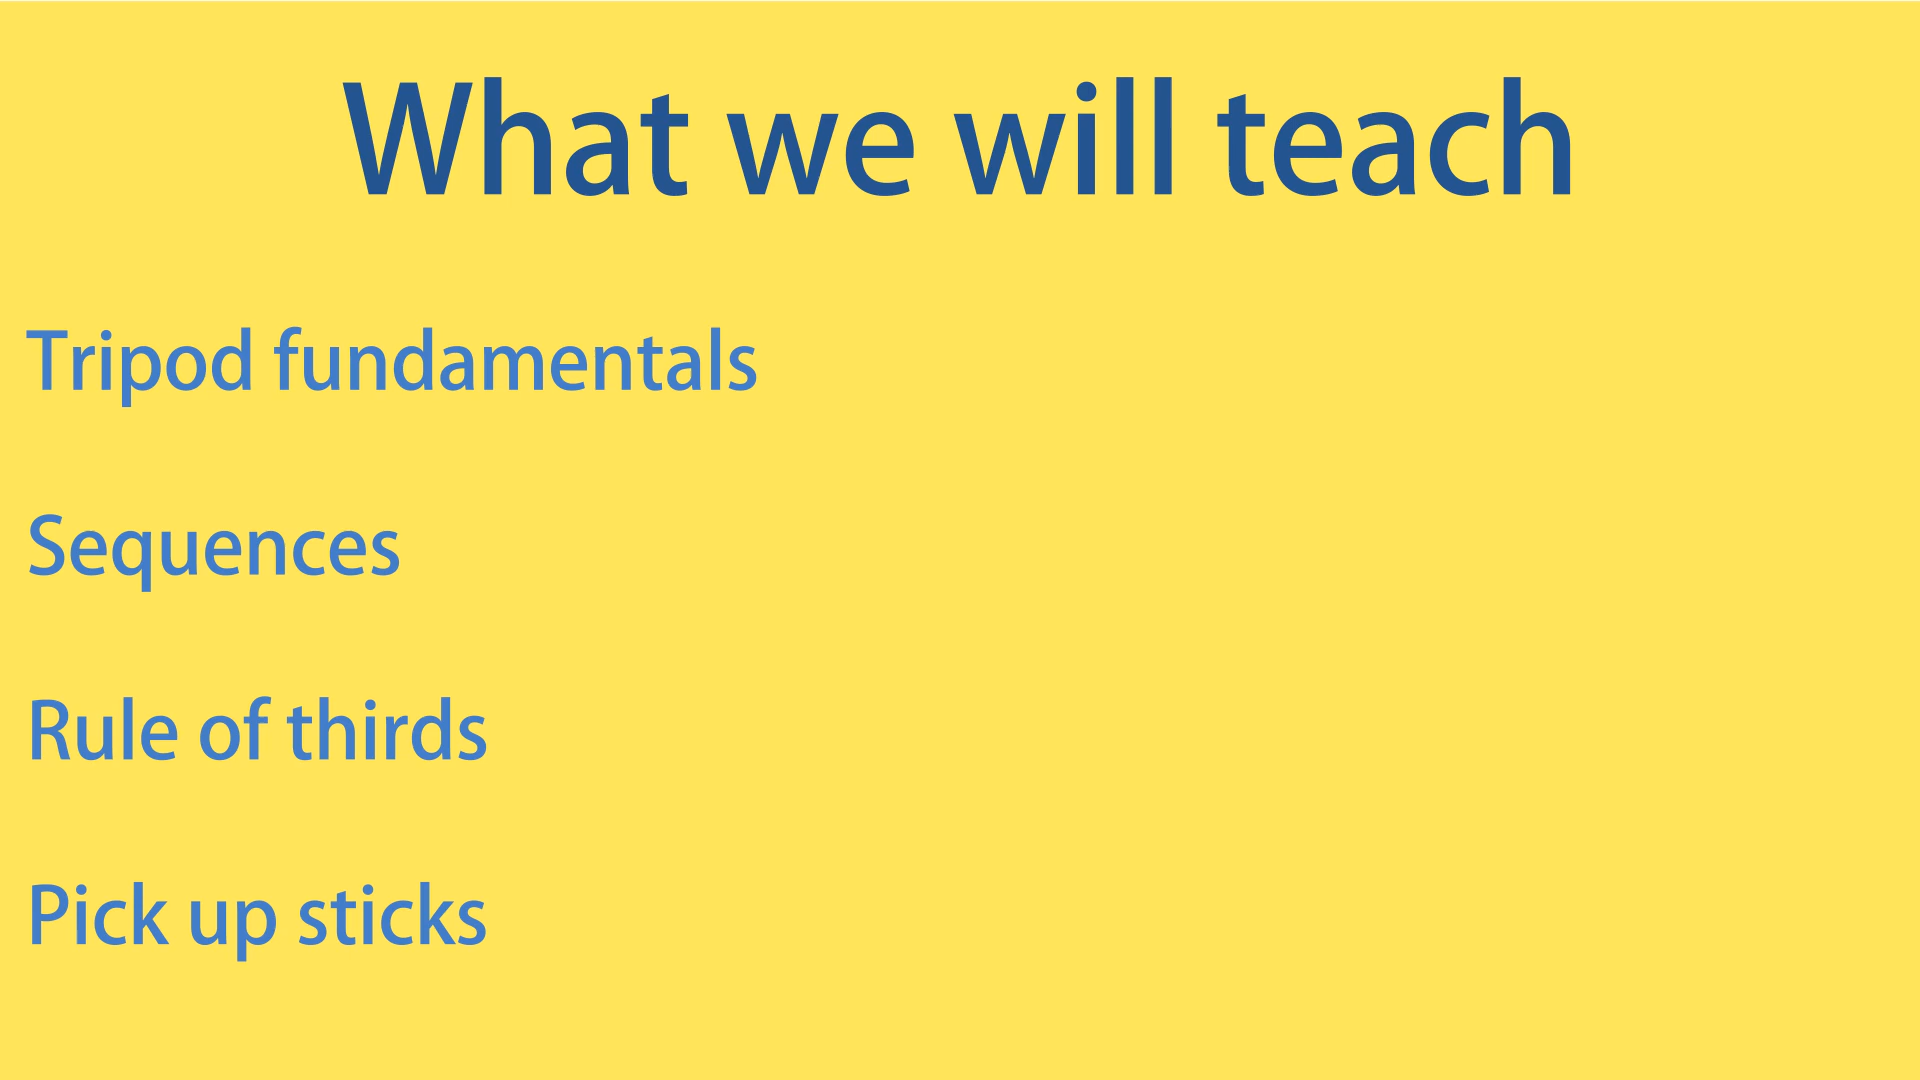 What we will teach
Tripod fundamentals
Sequences
Rule of thirds
Pick up sticks